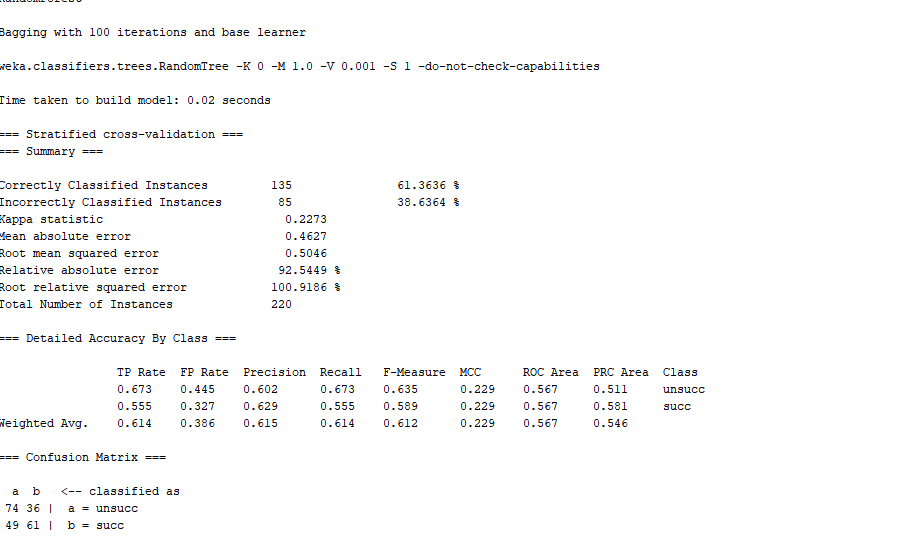 RandomForest
Bagging with 100 iterations and base learner
weka.classifiers.trees.RandomTree -K 0 -M 1.0 -V 0.001 -S 1 -do-not-check-capabilities
Time taken to build model: 0.02 seconds
=== Stratified cross-validation ===
=== Summary ===
Correctly Classified Instances 135 61.3636 %
Incorrectly Classified Instances 85 38.6364 %
Kappa statistic 0.2273
Mean absolute error 0.4627
Root mean squared error 0.5046
Relative absolute error 92.5449 %
Root relative squared error 100.9186 %
Total Number of Instances 220
=== Detailed Accuracy By Class ===
TP Rate FP Rate Precision Recall F-Measure MCC ROC Area PRC Area Class
0.673 0.445 0.602 0.673 0.635 0.229 0.567 0.511 unsucc
0.555 0.327 0.629 0.555 0.589 0.229 0.567 0.581 succ
Weighted Avg. 0.614 0.386 0.615 0.614 0.612 0.229 0.567 0.546
=== Confusion Matrix ===
a b <-- classified as
74 36 | a = unsucc
49 61 | b = succ